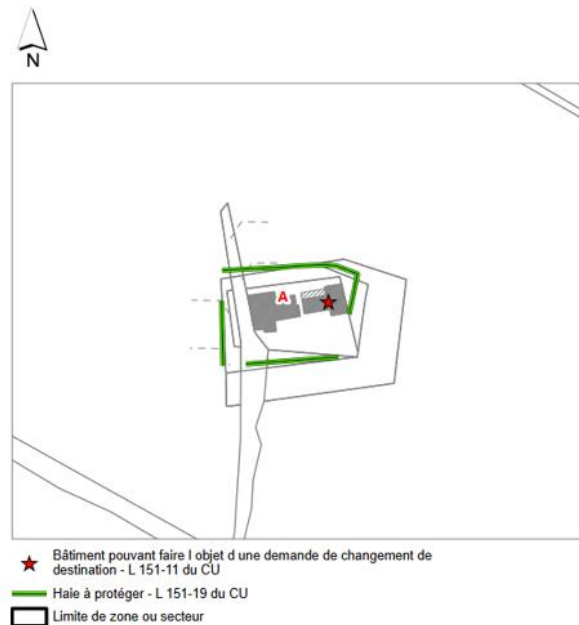 N
A
Bâtiment pouvant faire l objet d une demande de changement de
destination - L 151-11 du CU
Haie à protéger - L 151-19 du CU
Limite de zone ou secteur